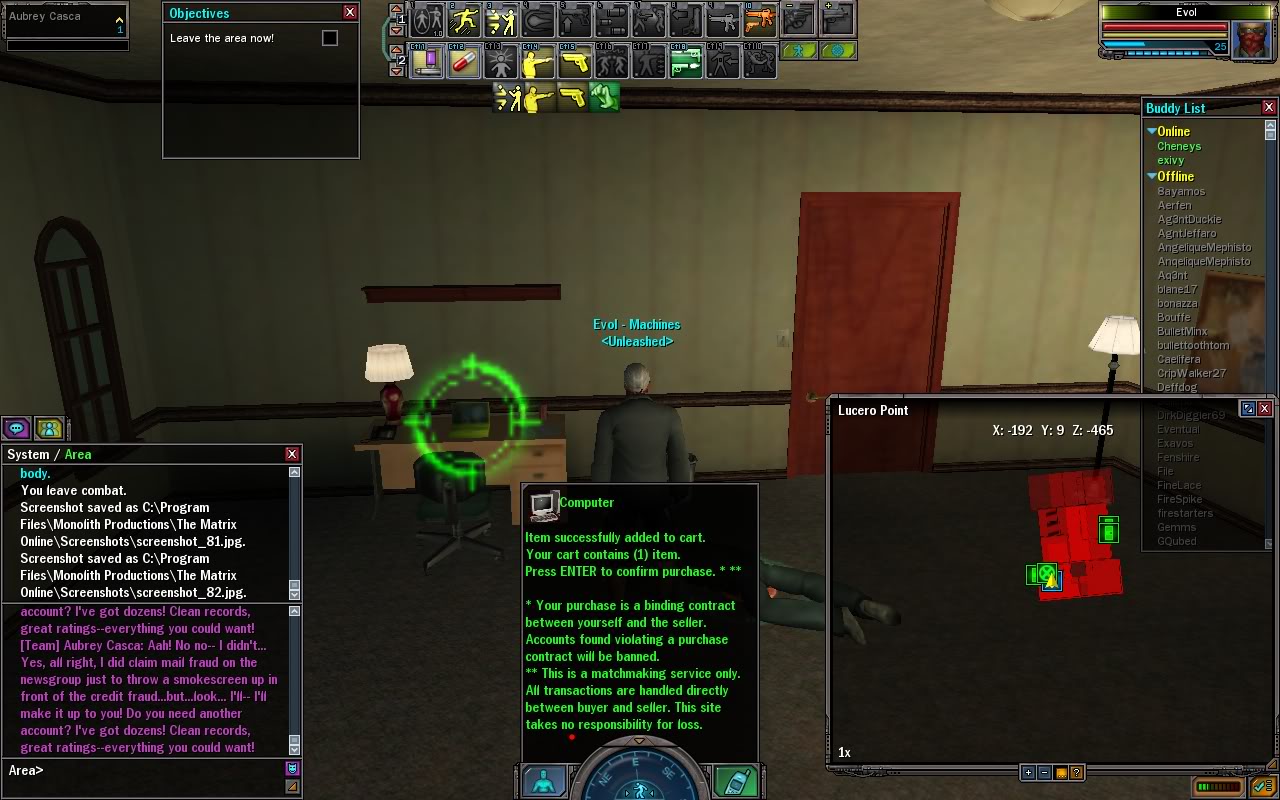 Aubrey Casca
1
Objectives
Leave the area now!
1
2
Evol
25
Buddy List
Online
Cheneys
exivy
Offline
8ayamos
Aerfen
Ag3ntDuckie
AgntJeffaro
AngeliqueMephisto
AnqeliqueMephisto
Aq3nt
blane17
bonazza
Bouffe
BulletMinx
bullettoothtom
Caelifera
CripWalker27
Deffdog
DirkDiggier69
Eventual
Exavos
Fenshire
File
FineLace
FireSpike
firestarters
Gemms
GQubed
Evol - Machines
<Unleashed>
Lucero Point
X: -192 Y: 9 Z: -465
1x
System / Area
body.
You leave combat.
Screenshot saved as C:\Program
Files\Monolith Productions\The Matrix
Online\Screenshots\screenshot_81.jpg.
Screenshot saved as C:\Program
Files\Monolith Productions\The Matrix
Online\Screenshots\screenshot_82.jpg.
account? I've got dozens! Clean records,
great ratings--everything you could want!
[Team] Aubrey Casca: Aah! No no-- I didn't...
Yes, all right, I did claim mail fraud on the
newsgroup just to throw a smokescreen up in
front of the credit fraud...but...look... I'll-- I'll
make it up to you! Do you need another
account? I've got dozens! Clean records,
great ratings--everything you could want!
Area>
Computer
Item successfully added to cart.
Your cart contains (1) item.
Press ENTER to confirm purchase. * **
* Your purchase is a binding contract
between yourself and the seller.
Accounts found violating a purchase
contract will be banned.
** This is a matchmaking service only.
All transactions are handled directly
between buyer and seller. This site
takes no responsibility for loss.
NE E SE